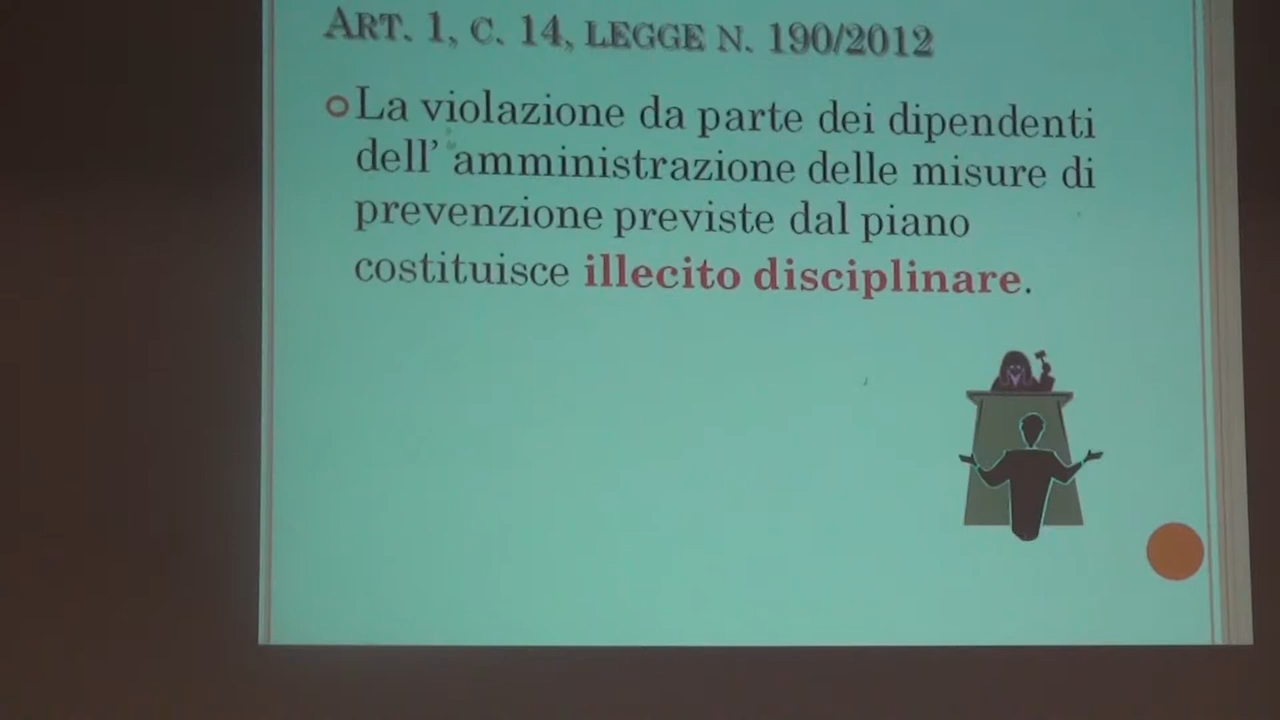 ART. 1, C. 14, LEGGE N. 190/2012
La violazione da parte dei dipendenti
dell' amministrazione delle misure di
prevenzione previste dal piano
costituisce illecito disciplinare.